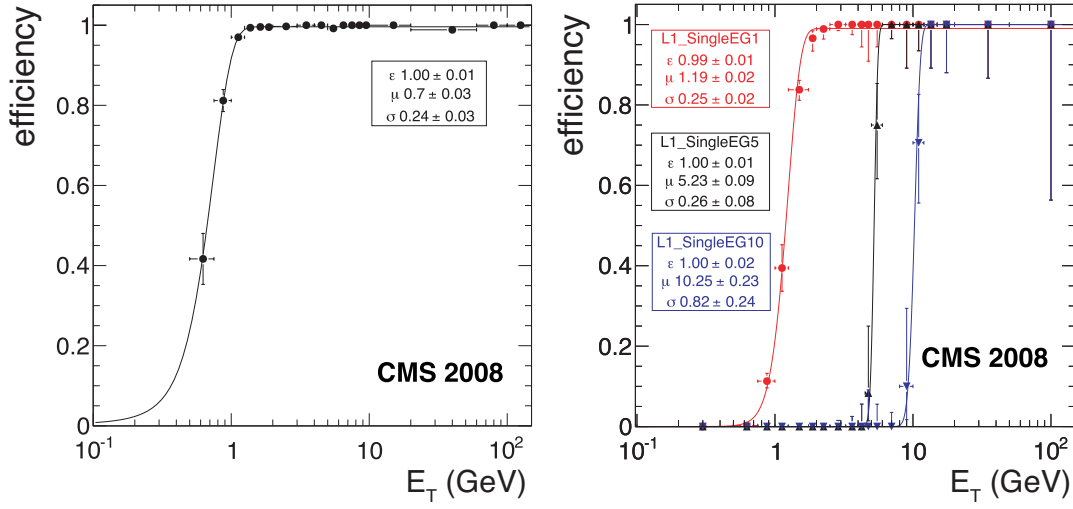 efficiency
1
0.8
0.6
0.4
0.2
0
ε 1.00 ± 0.01
μ 0.7 ± 0.03
σ 0.24 ± 0.03
CMS 2008
10⁻¹ 1 10 10²
E_T (GeV)
efficiency
1
0.8
0.6
0.4
0.2
0
L1_SingleEG1
ε 0.99 ± 0.01
μ 1.19 ± 0.02
σ 0.25 ± 0.02
L1_SingleEG5
ε 1.00 ± 0.01
μ 5.23 ± 0.09
σ 0.26 ± 0.08
L1_SingleEG10
ε 1.00 ± 0.02
μ 10.25 ± 0.23
σ 0.82 ± 0.24
CMS 2008
10⁻¹ 1 10 10²
E_T (GeV)